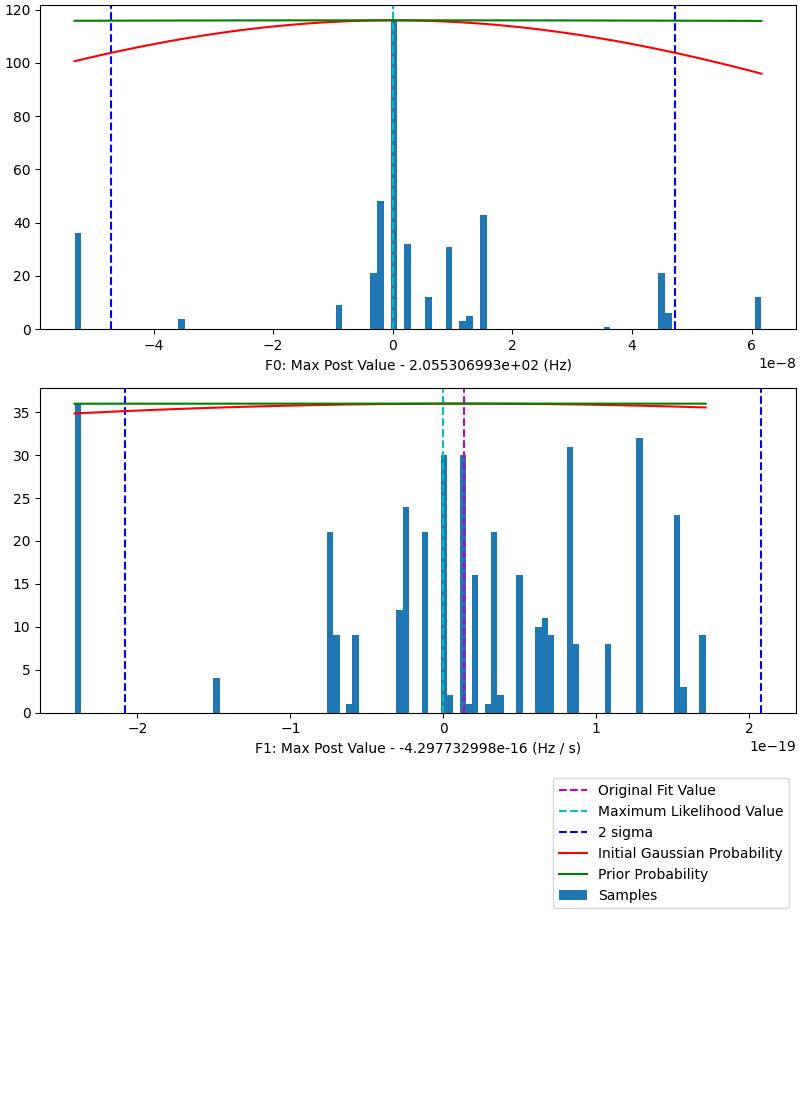 120
100
80
60
40
20
0
−4 −2 0 2 4 6
1e−8
F0: Max Post Value - 2.055306993e+02 (Hz)
35
30
25
20
15
10
5
0
−2 −1 0 1 2
1e−19
F1: Max Post Value - -4.297732998e-16 (Hz / s)
Original Fit Value
Maximum Likelihood Value
2 sigma
Initial Gaussian Probability
Prior Probability
Samples